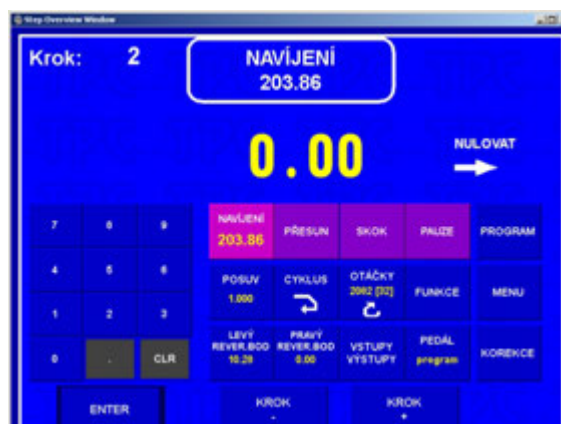 Step Overview Window
Krok: 2
NAVÍJENÍ
203.86
0.00
NULOVAT
7 8 9
NAVÍJENÍ
203.86
PŘESUN
SKOK
PAUZE
PROGRAM
4 5 6
POSUV
1.000
CYKLUS
OTÁČKY
2002 [32]
FUNKCE
MENU
1 2 3
LEVÝ
REVER.BOD
10.20
PRAVÝ
REVER.BOD
0.00
VSTUPY
VÝSTUPY
PEDÁL
program
KOREKCE
0 . CLR
ENTER
KROK
-
KROK
+